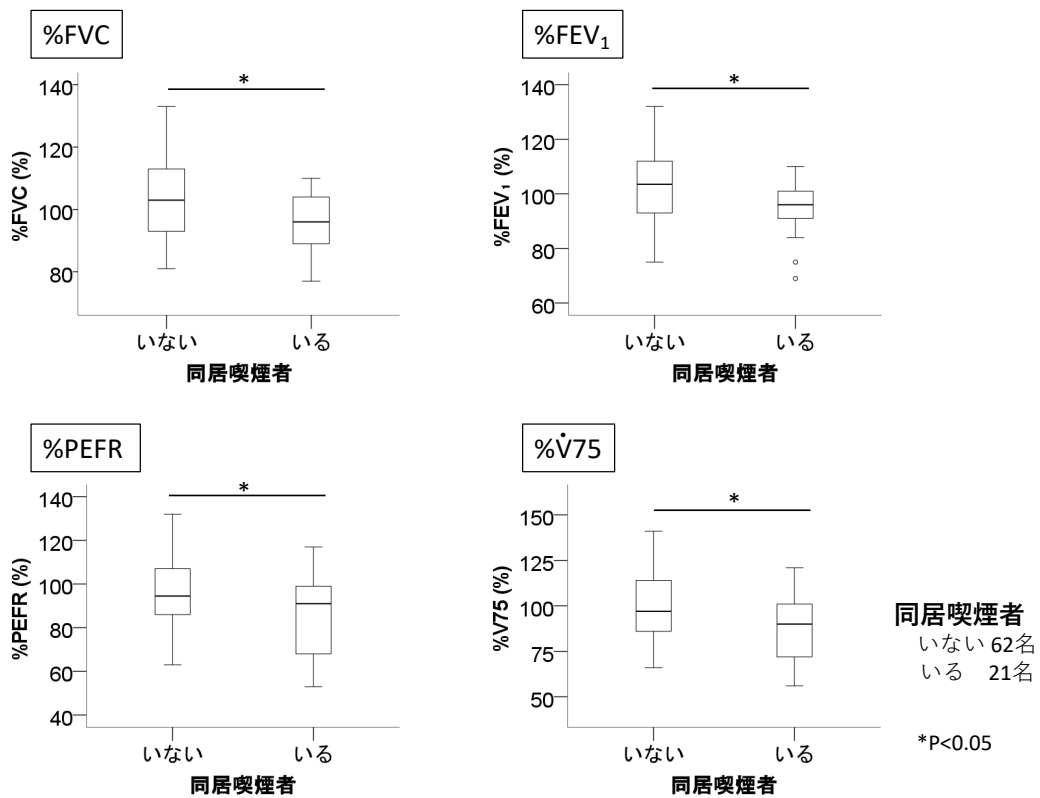 %FVC
*
140
120
100
80
%FVC (%)
いない いる
同居喫煙者
%FEV₁
*
140
120
100
80
60
%FEV₁ (%)
いない いる
同居喫煙者
%PEFR
*
140
120
100
80
60
40
%PEFR (%)
いない いる
同居喫煙者
%V̇75
*
150
125
100
75
50
%V75 (%)
いない いる
同居喫煙者
同居喫煙者
いない 62名
いる 21名
*P<0.05